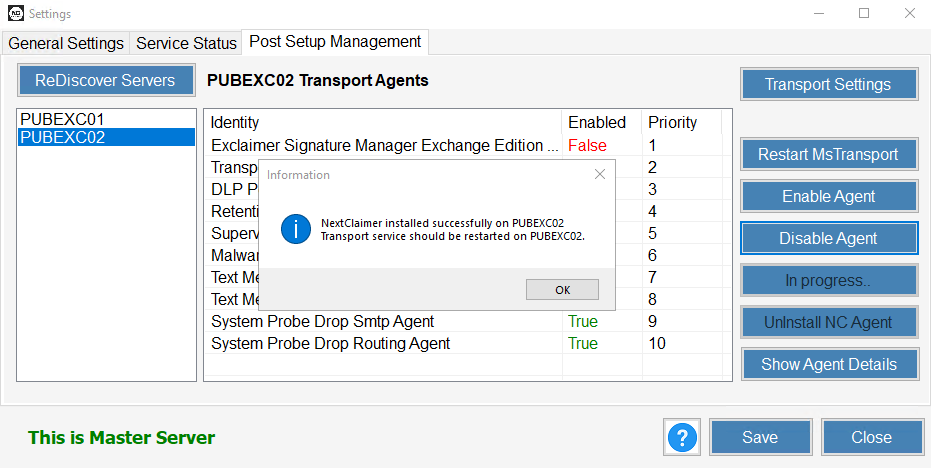 Settings
General Settings Service Status Post Setup Management
ReDiscover Servers PUBEXC02 Transport Agents Transport Settings
PUBEXC01
PUBEXC02
Identity Enabled Priority
Exclaimer Signature Manager Exchange Edition ... False 1
Transp 2
DLP P 3
Retenti 4
Superv 5
Malwar 6
Text Me 7
Text Me 8
System Probe Drop Smtp Agent True 9
System Probe Drop Routing Agent True 10
Information
NextClaimer installed successfully on PUBEXC02
Transport service should be restarted on PUBEXC02.
OK
Restart MsTransport
Enable Agent
Disable Agent
In progress..
UnInstall NC Agent
Show Agent Details
This is Master Server ? Save Close